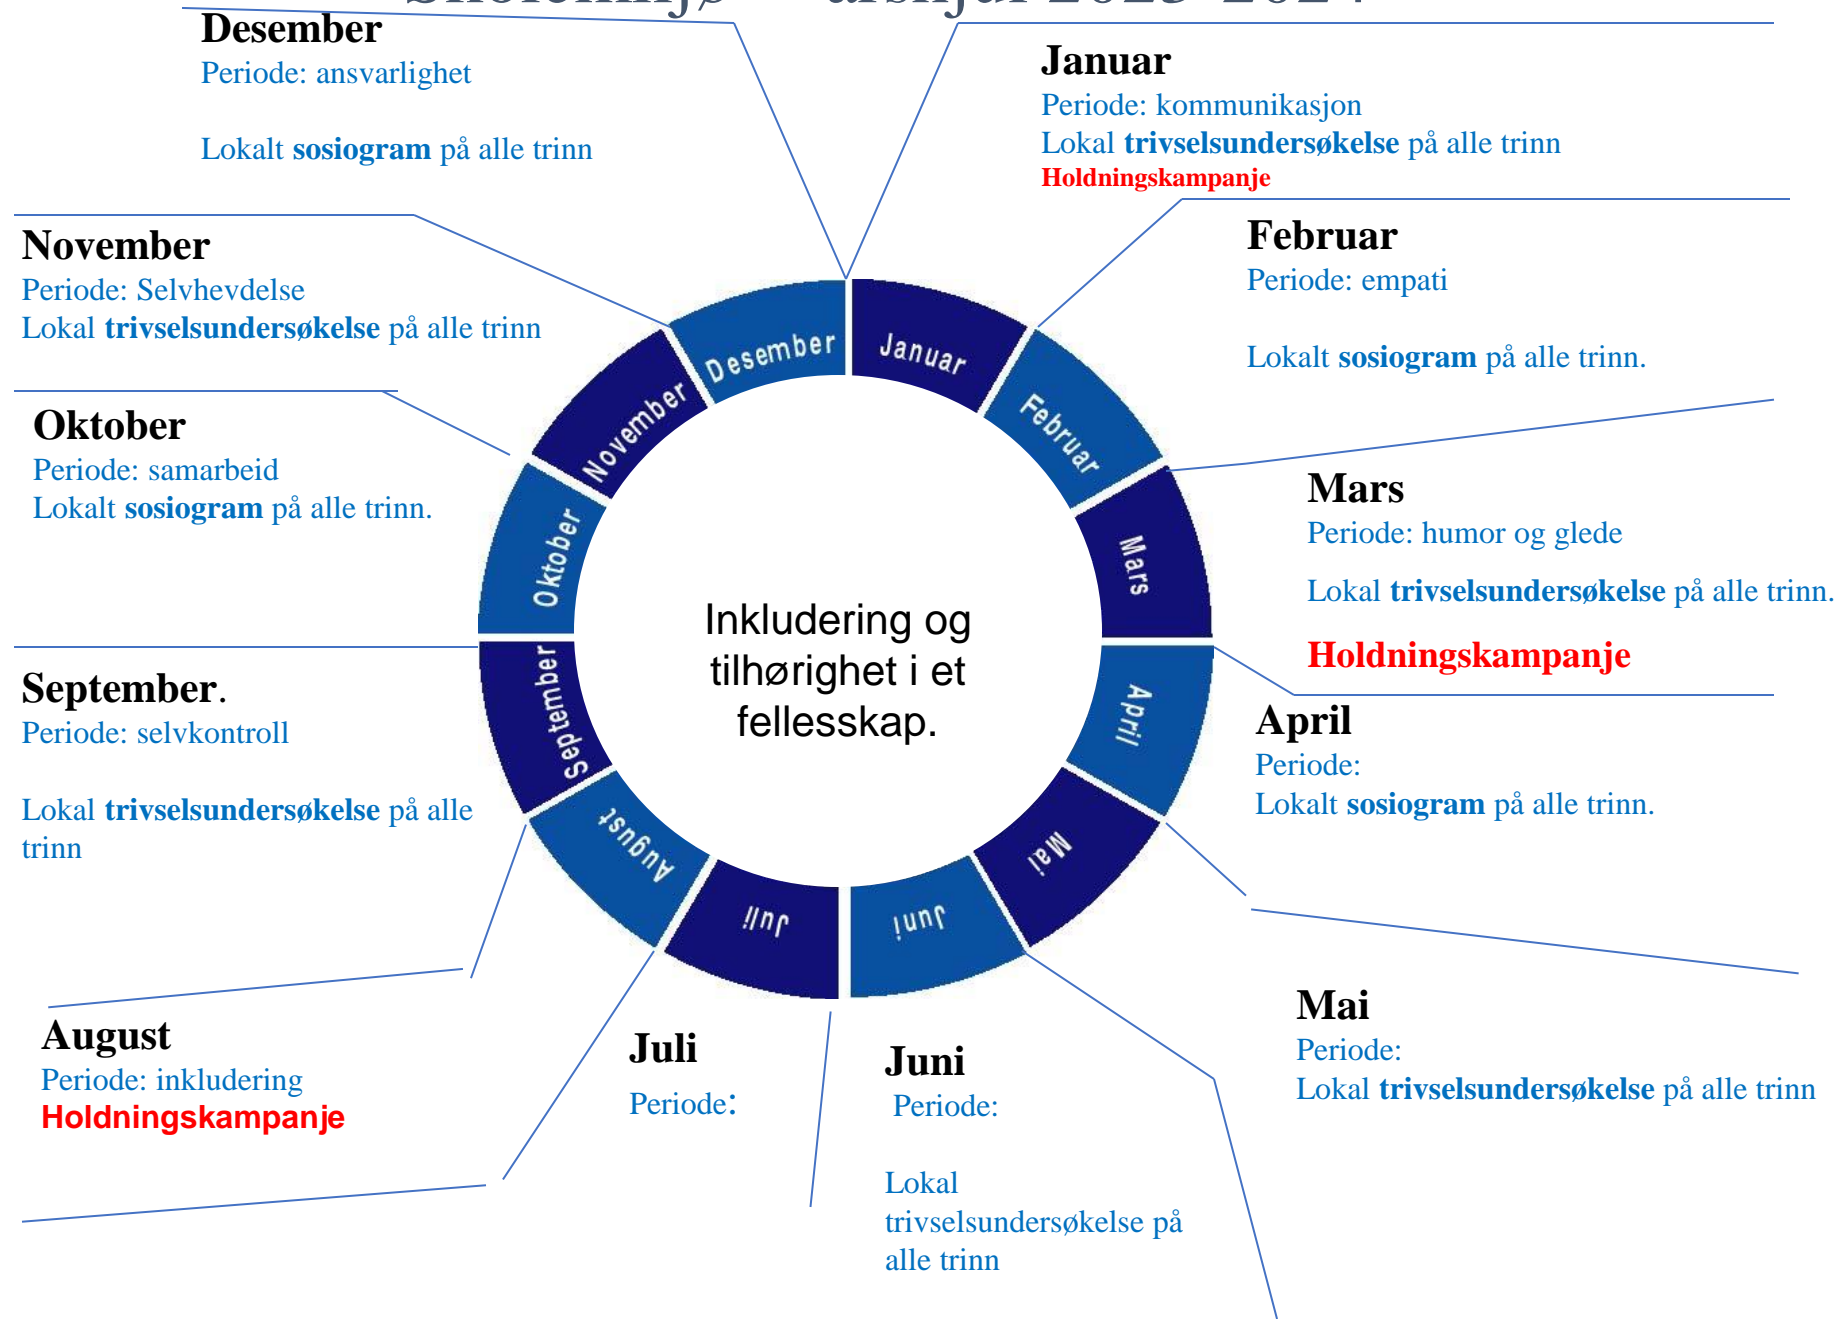 årshjul 2023-2024
Desember
Periode: ansvarlighet
Lokalt sosiogram på alle trinn
Januar
Periode: kommunikasjon
Lokal trivselsundersøkelse på alle trinn
Holdningskampanje
November
Periode: Selvhevdelse
Lokal trivselsundersøkelse på alle trinn
Februar
Periode: empati
Lokalt sosiogram på alle trinn.
Oktober
Periode: samarbeid
Lokalt sosiogram på alle trinn.
Mars
Periode: humor og glede
Lokal trivselsundersøkelse på alle trinn.
Holdningskampanje
September.
Periode: selvkontroll
Lokal trivselsundersøkelse på alle
trinn
April
Periode:
Lokalt sosiogram på alle trinn.
August
Periode: inkludering
Holdningskampanje
Juli
Periode:
Juni
Periode:
Lokal
trivselsundersøkelse på
alle trinn
Mai
Periode:
Lokal trivselsundersøkelse på alle trinn
Januar
Februar
Mars
April
Mai
Juni
Juli
August
September
Oktober
November
Desember
Inkludering og
tilhørighet i et
fellesskap.